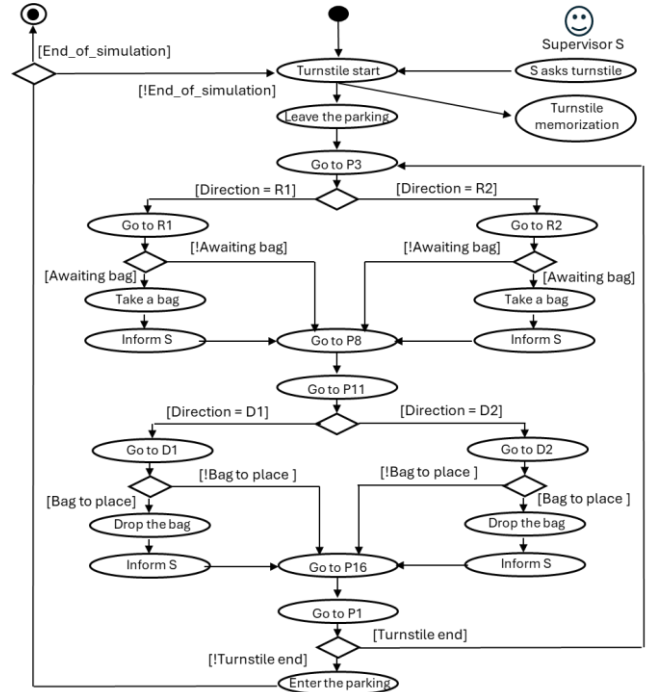 Supervisor S
[End_of_simulation]
Turnstile start
S asks turnstile
[!End_of_simulation]
Leave the parking
Turnstile
memorization
Go to P3
[Direction = R1]
[Direction = R2]
Go to R1
Go to R2
[!Awaiting bag]
[!Awaiting bag]
[Awaiting bag]
[Awaiting bag]
Take a bag
Take a bag
Inform S
Go to P8
Inform S
Go to P11
[Direction = D1]
[Direction = D2]
Go to D1
Go to D2
[!Bag to place ]
[!Bag to place ]
[Bag to place]
[Bag to place ]
Drop the bag
Drop the bag
Inform S
Go to P16
Inform S
Go to P1
[Turnstile end]
[!Turnstile end]
Enter the parking